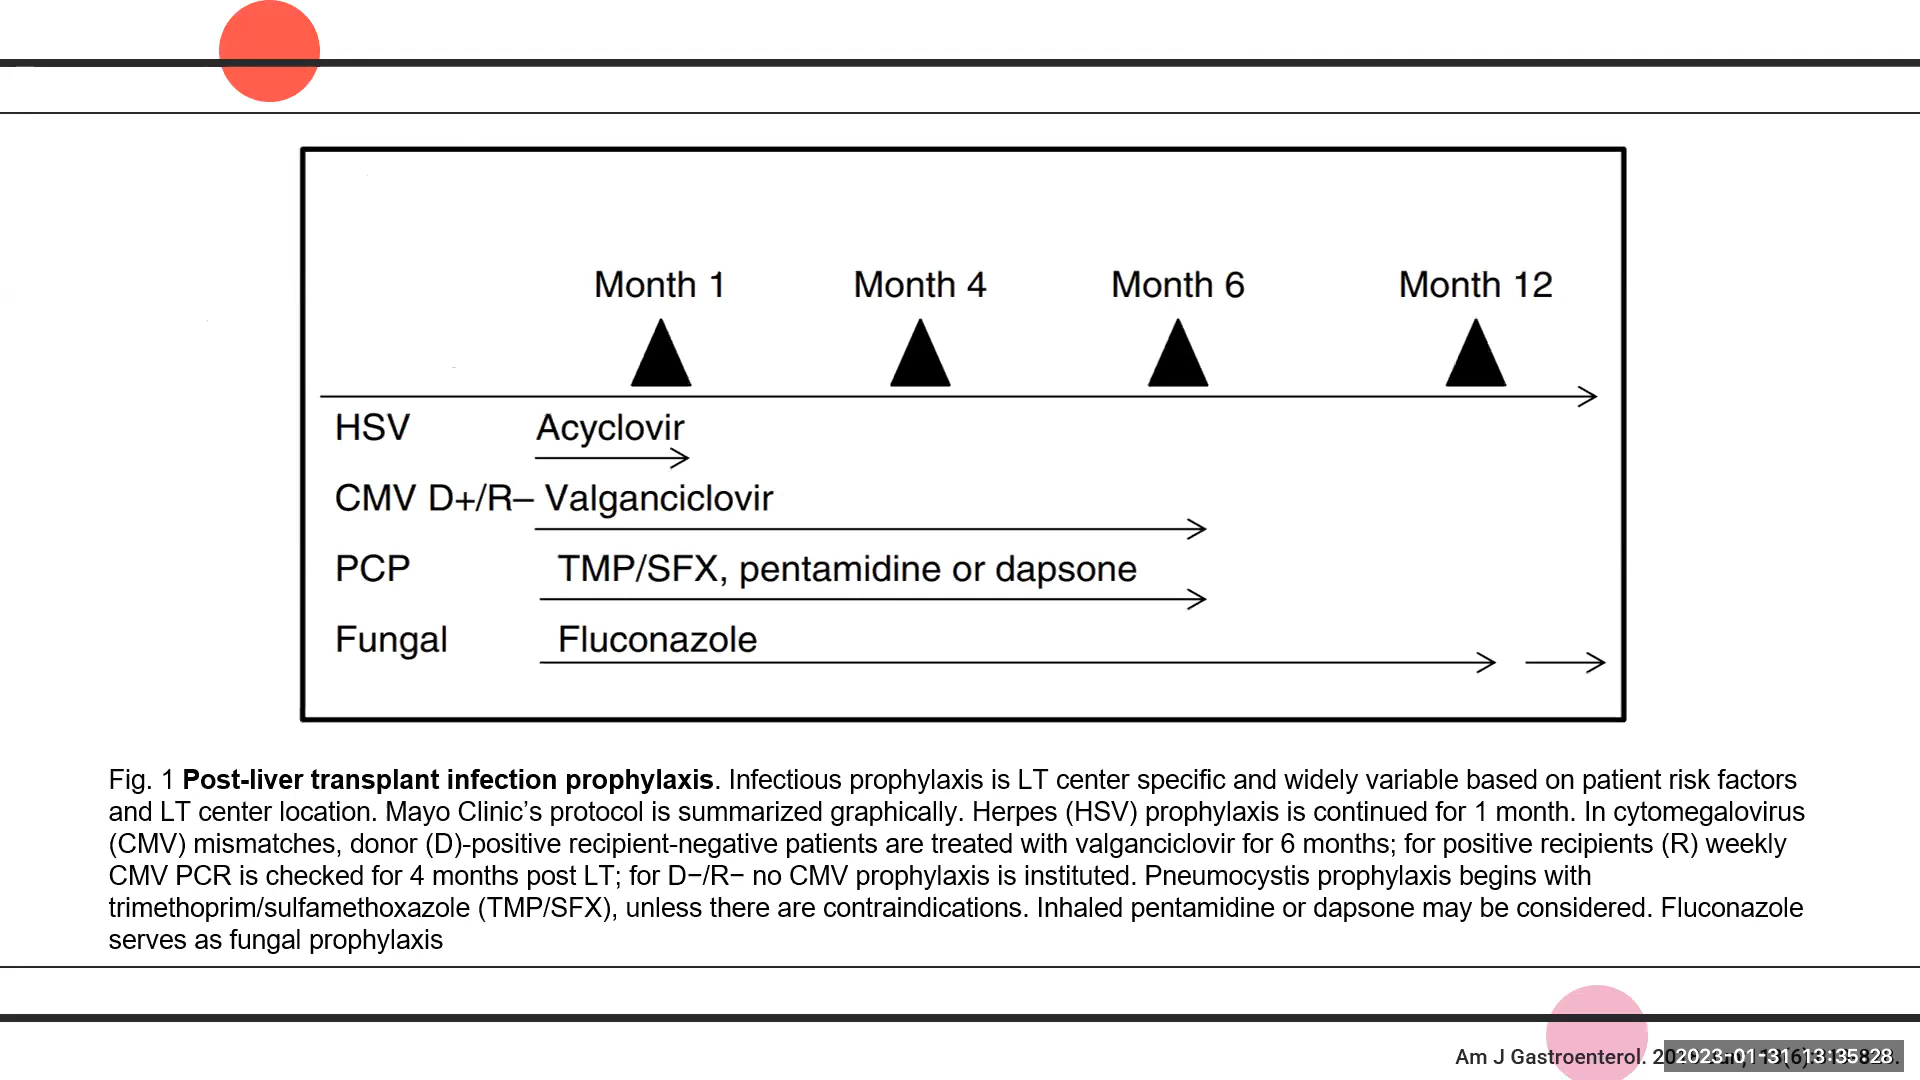 Month 1 Month 4 Month 6 Month 12
HSV Acyclovir
CMV D+/R– Valganciclovir
PCP TMP/SFX, pentamidine or dapsone
Fungal Fluconazole
Fig. 1 Post-liver transplant infection prophylaxis. Infectious prophylaxis is LT center specific and widely variable based on patient risk factors
and LT center location. Mayo Clinic’s protocol is summarized graphically. Herpes (HSV) prophylaxis is continued for 1 month. In cytomegalovirus
(CMV) mismatches, donor (D)-positive recipient-negative patients are treated with valganciclovir for 6 months; for positive recipients (R) weekly
CMV PCR is checked for 4 months post LT; for D−/R− no CMV prophylaxis is instituted. Pneumocystis prophylaxis begins with
trimethoprim/sulfamethoxazole (TMP/SFX), unless there are contraindications. Inhaled pentamidine or dapsone may be considered. Fluconazole
serves as fungal prophylaxis
Am J Gastroenterol.
2023-01-31 13:35:28